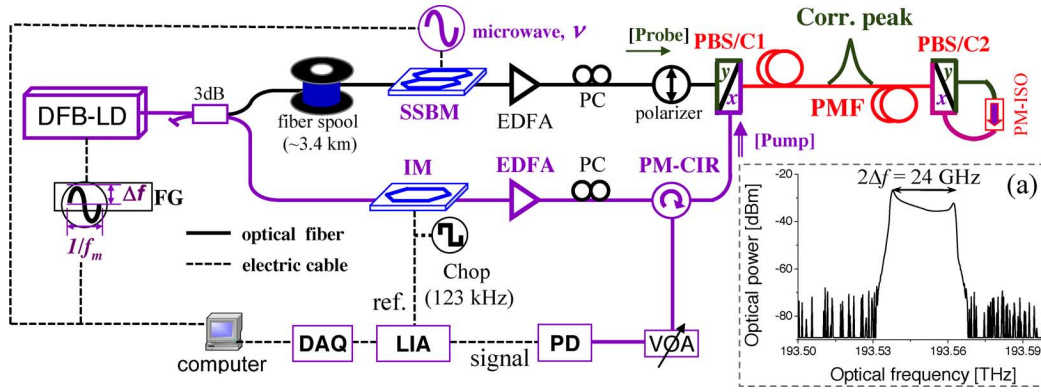 microwave, ν
[Probe]
Corr. peak
PBS/C1
PBS/C2
y
x
y
x
3dB
DFB-LD
fiber spool
(~3.4 km)
SSBM
EDFA
PC
polarizer
PMF
PM-ISO
[Pump]
IM
EDFA
PC
PM-CIR
Δf
FG
1/fm
optical fiber
electric cable
Chop
(123 kHz)
ref.
computer
DAQ
LIA
signal
PD
VOA
(a)
2Δf = 24 GHz
Optical power [dBm]
-20
-40
-60
-80
193.50
193.53
193.56
193.59
Optical frequency [THz]